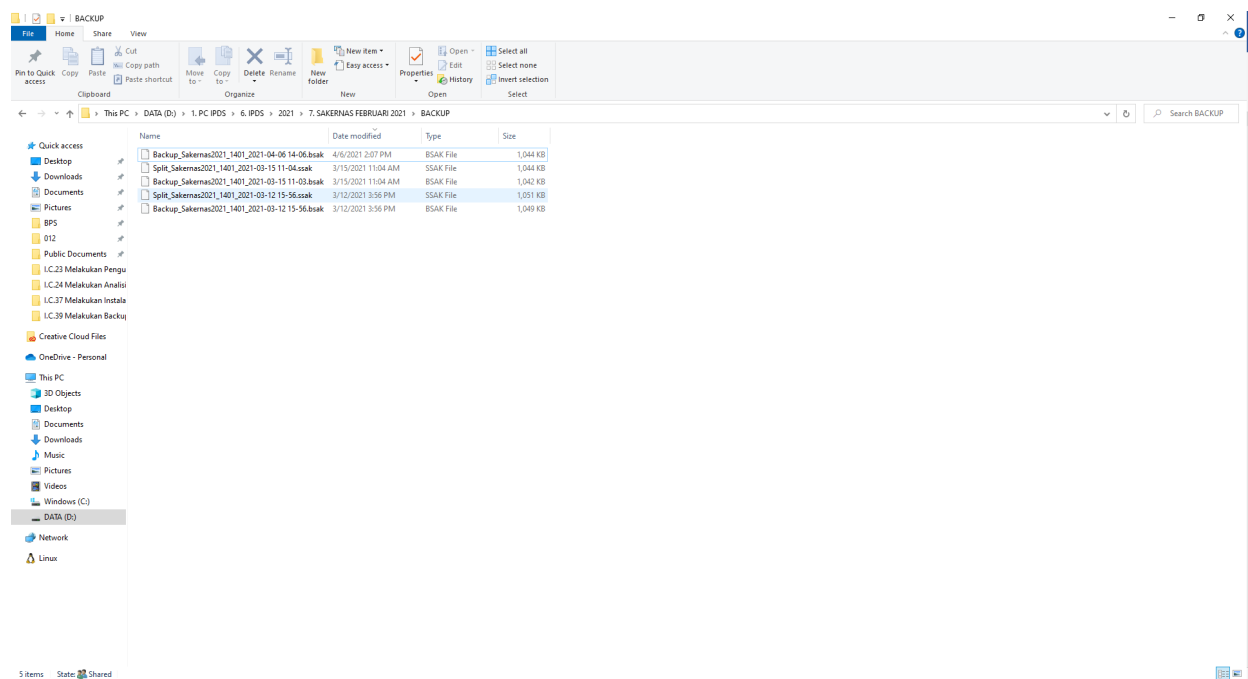 BACKUP
File Home Share View
Pin to Quick access
Copy
Paste
Cut
Copy path
Paste shortcut
Clipboard
Move to
Copy to
Delete
Rename
Organize
New folder
New item
Easy access
New
Properties
Open
Edit
History
Open
Select all
Select none
Invert selection
Select
This PC > DATA (D:) > 1. PC IPDS > 6. IPDS > 2021 > 7. SAKERNAS FEBRUARI 2021 > BACKUP
Search BACKUP
Quick access
Desktop
Downloads
Documents
Pictures
BPS
012
Public Documents
I.C.23 Melakukan Pengu
I.C.24 Melakukan Analisi
I.C.37 Melakukan Instala
I.C.39 Melakukan Backup
Creative Cloud Files
OneDrive - Personal
This PC
3D Objects
Desktop
Documents
Downloads
Music
Pictures
Videos
Windows (C:)
DATA (D:)
Network
Linux
Name Date modified Type Size
Backup_Sakernas2021_1401_2021-04-06 14-06.bsak 4/6/2021 2:07 PM BSAK File 1,044 KB
Split_Sakernas2021_1401_2021-03-15 11-04.ssak 3/15/2021 11:04 AM SSAK File 1,044 KB
Backup_Sakernas2021_1401_2021-03-15 11-03.bsak 3/15/2021 11:04 AM BSAK File 1,042 KB
Split_Sakernas2021_1401_2021-03-12 15-56.ssak 3/12/2021 3:56 PM SSAK File 1,051 KB
Backup_Sakernas2021_1401_2021-03-12 15-56.bsak 3/12/2021 3:56 PM BSAK File 1,049 KB
5 items State: Shared